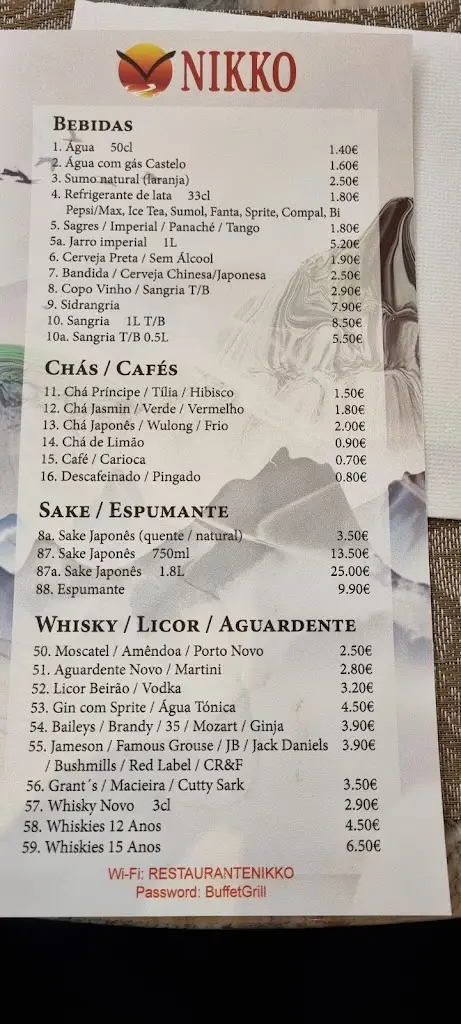 NIKKO
BEBIDAS
1. Água 50cl 1.40€
2. Água com gás Castelo 1.60€
3. Sumo natural (laranja) 2.50€
4. Refrigerante de lata 33cl 1.80€
Pepsi/Max, Ice Tea, Sumol, Fanta, Sprite, Compal, Bi
5. Sagres / Imperial / Panaché / Tango 1.80€
5a. Jarro imperial 1L 5.20€
6. Cerveja Preta / Sem Álcool 1.90€
7. Bandida / Cerveja Chinesa/Japonesa 2.50€
8. Copo Vinho / Sangria T/B 2.90€
9. Sidrangria 7.90€
10. Sangria 1L T/B 8.50€
10a. Sangria T/B 0.5L 5.50€
CHÁS / CAFÉS
11. Chá Príncipe / Tília / Hibisco 1.50€
12. Chá Jasmin / Verde / Vermelho 1.80€
13. Chá Japonês / Wulong / Frio 2.00€
14. Chá de Limão 0.90€
15. Café / Carioca 0.70€
16. Descafeinado / Pingado 0.80€
SAKE / ESPUMANTE
8a. Sake Japonês (quente / natural) 3.50€
87. Sake Japonês 750ml 13.50€
87a. Sake Japonês 1.8L 25.00€
88. Espumante 9.90€
WHISKY / LICOR / AGUARDENTE
50. Moscatel / Amêndoa / Porto Novo 2.50€
51. Aguardente Novo / Martini 2.80€
52. Licor Beirão / Vodka 3.20€
53. Gin com Sprite / Água Tónica 4.50€
54. Baileys / Brandy / 35 / Mozart / Ginja 3.90€
55. Jameson / Famous Grouse / JB / Jack Daniels 3.90€
/ Bushmills / Red Label / CR&F
56. Grant´s / Macieira / Cutty Sark 3.50€
57. Whisky Novo 3cl 2.90€
58. Whiskies 12 Anos 4.50€
59. Whiskies 15 Anos 6.50€
Wi-Fi: RESTAURANTENIKKO
Password: BuffetGrill